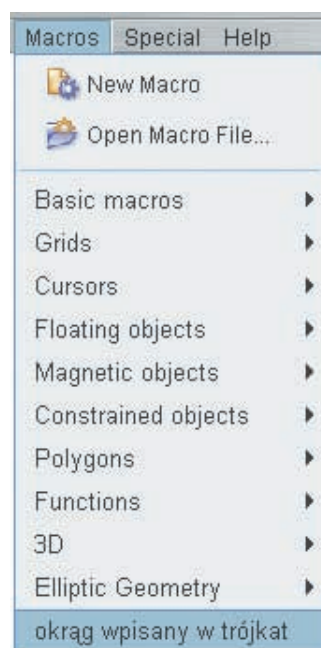 Macros Special Help
New Macro
Open Macro File...
Basic macros
Grids
Cursors
Floating objects
Magnetic objects
Constrained objects
Polygons
Functions
3D
Elliptic Geometry
okrąg wpisany w trójkat